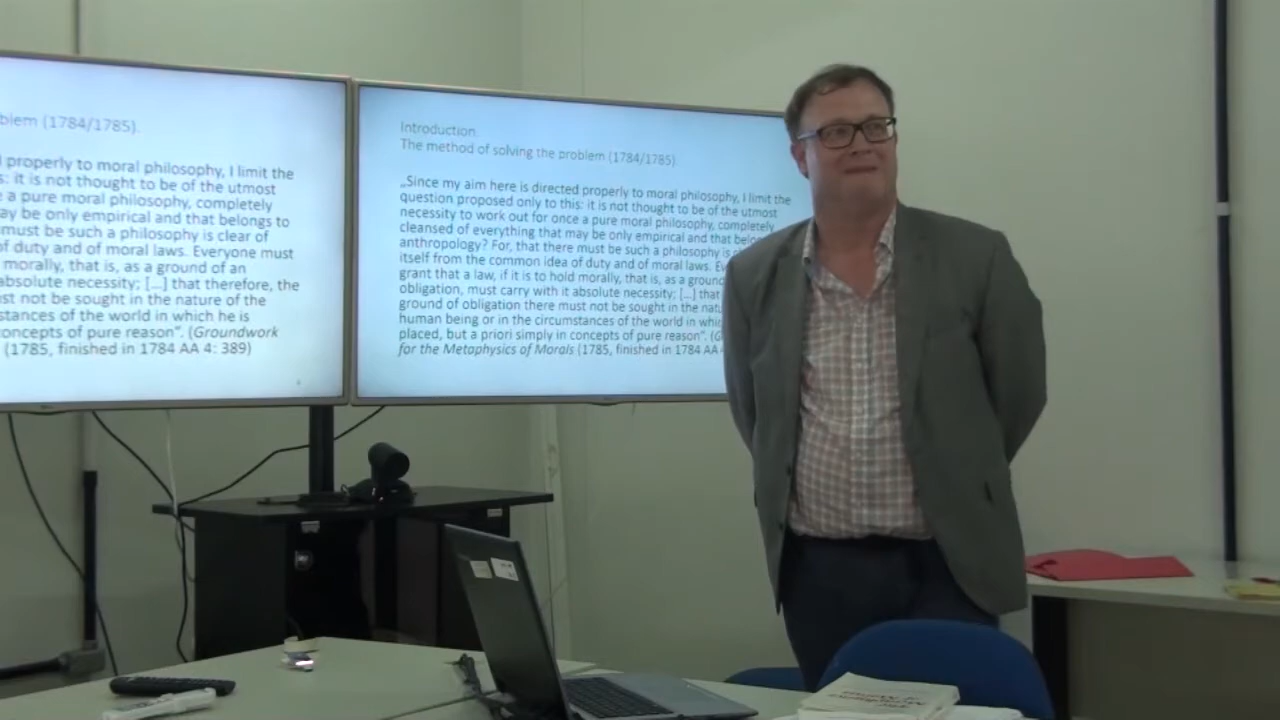 blem (1784/1785).
properly to moral philosophy, I limit the
s: it is not thought to be of the utmost
e a pure moral philosophy, completely
ay be only empirical and that belongs to
must be such a philosophy is clear of
of duty and of moral laws. Everyone must
morally, that is, as a ground of an
absolute necessity; [...] that therefore, the
st not be sought in the nature of the
stances of the world in which he is
oncepts of pure reason“. (Groundwork
(1785, finished in 1784 AA 4: 389)
Introduction.
The method of solving the problem (1784/1785).
„Since my aim here is directed properly to moral philosophy, I limit the
question proposed only to this: it is not thought to be of the utmost
necessity to work out for once a pure moral philosophy, completely
cleansed of everything that may be only empirical and that belo
anthropology? For, that there must be such a philosophy is
itself from the common idea of duty and of moral laws. Ev
grant that a law, if it is to hold morally, that is, as a ground
obligation, must carry with it absolute necessity; [...] that
ground of obligation there must not be sought in the natu
human being or in the circumstances of the world in whi
placed, but a priori simply in concepts of pure reason“. (G
for the Metaphysics of Morals (1785, finished in 1784 AA